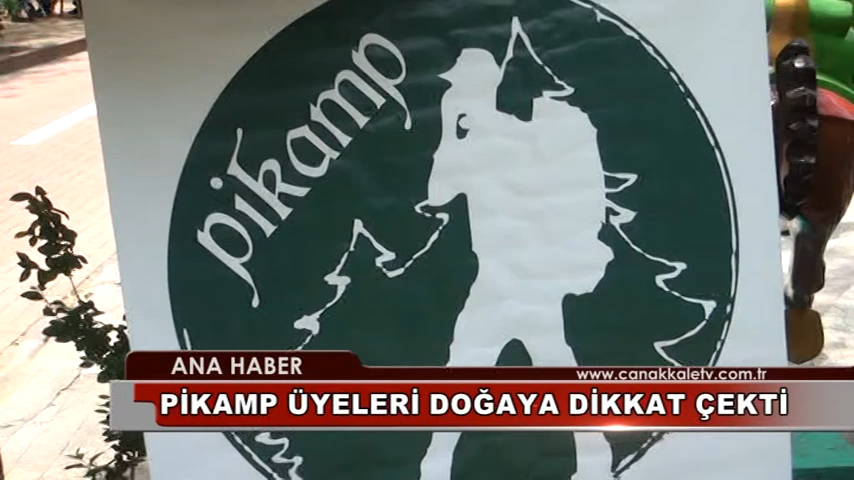 pikamp
ANA HABER
www.canakkaletv.com.tr
PİKAMP ÜYELERİ DOĞAYA DİKKAT ÇEKTİ